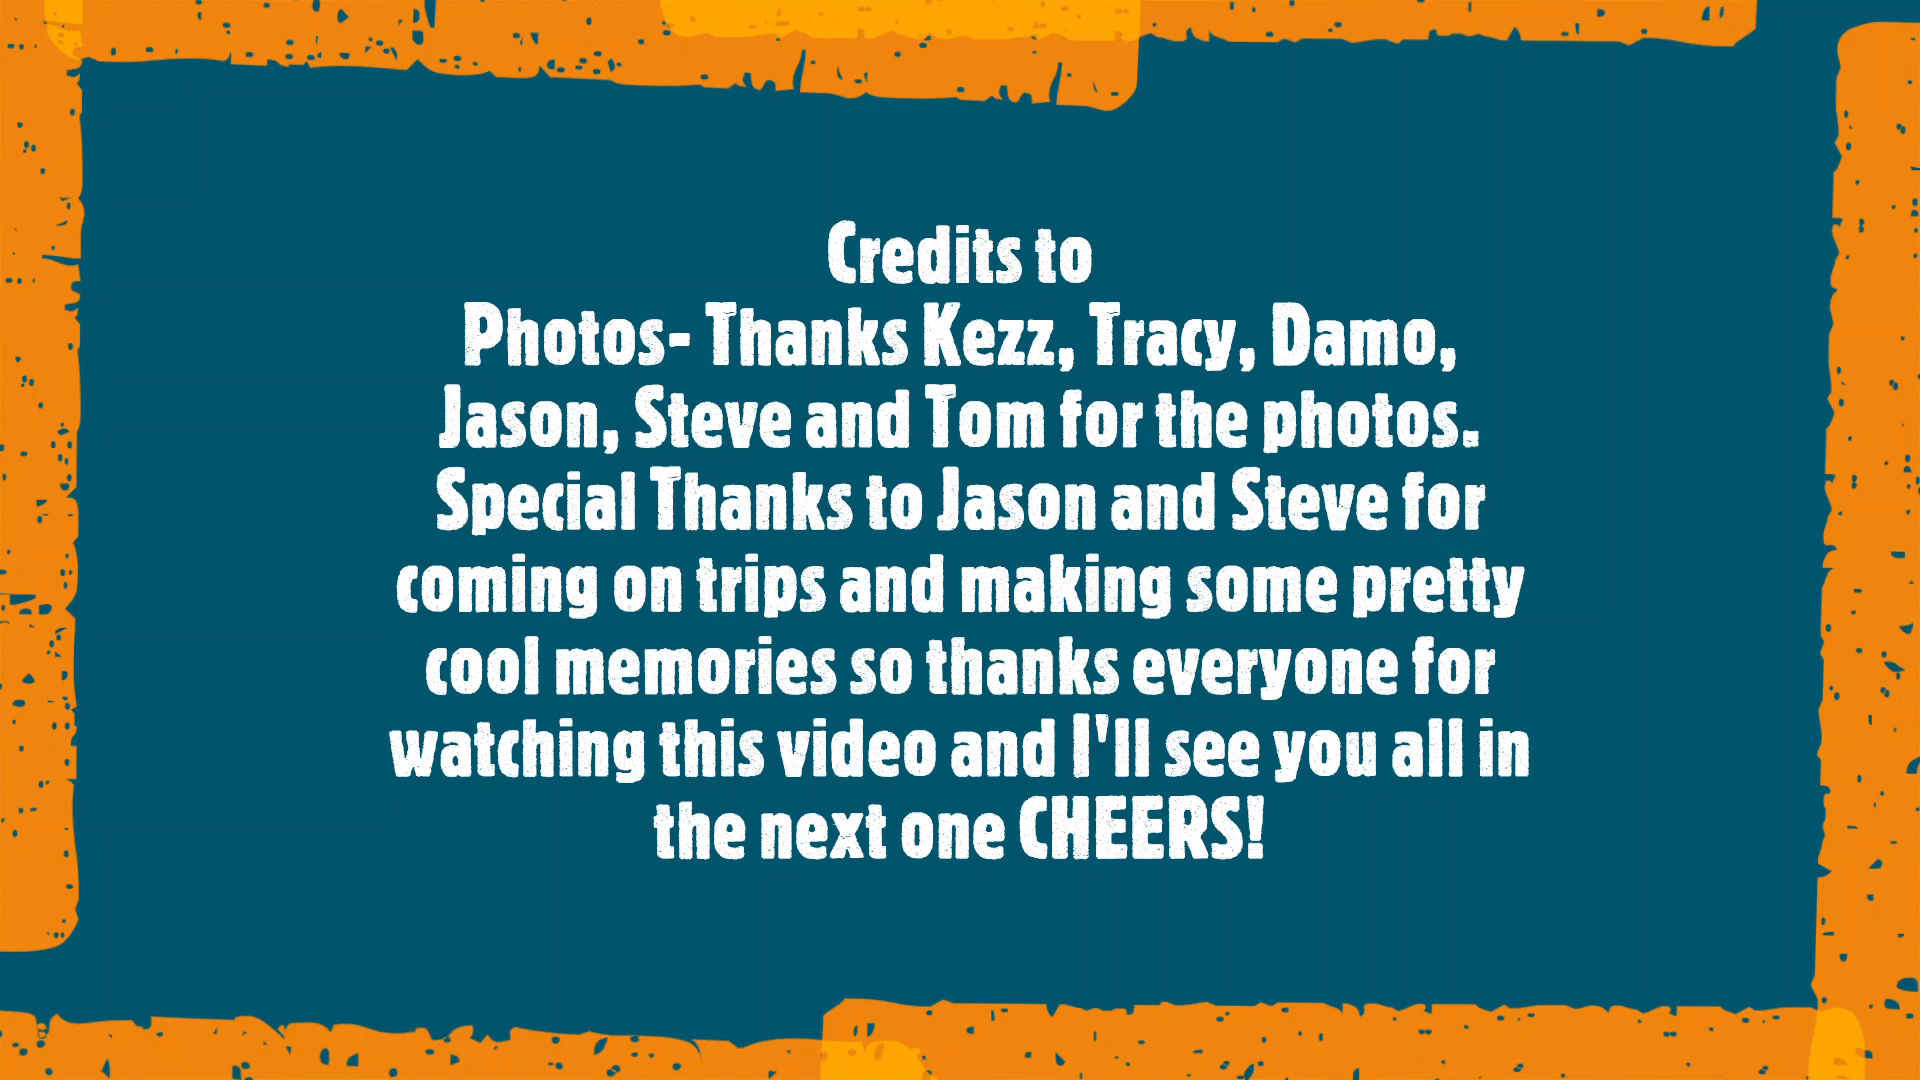 Credits to
Photos- Thanks Kezz, Tracy, Damo,
Jason, Steve and Tom for the photos.
Special Thanks to Jason and Steve for
coming on trips and making some pretty
cool memories so thanks everyone for
watching this video and I'll see you all in
the next one CHEERS!